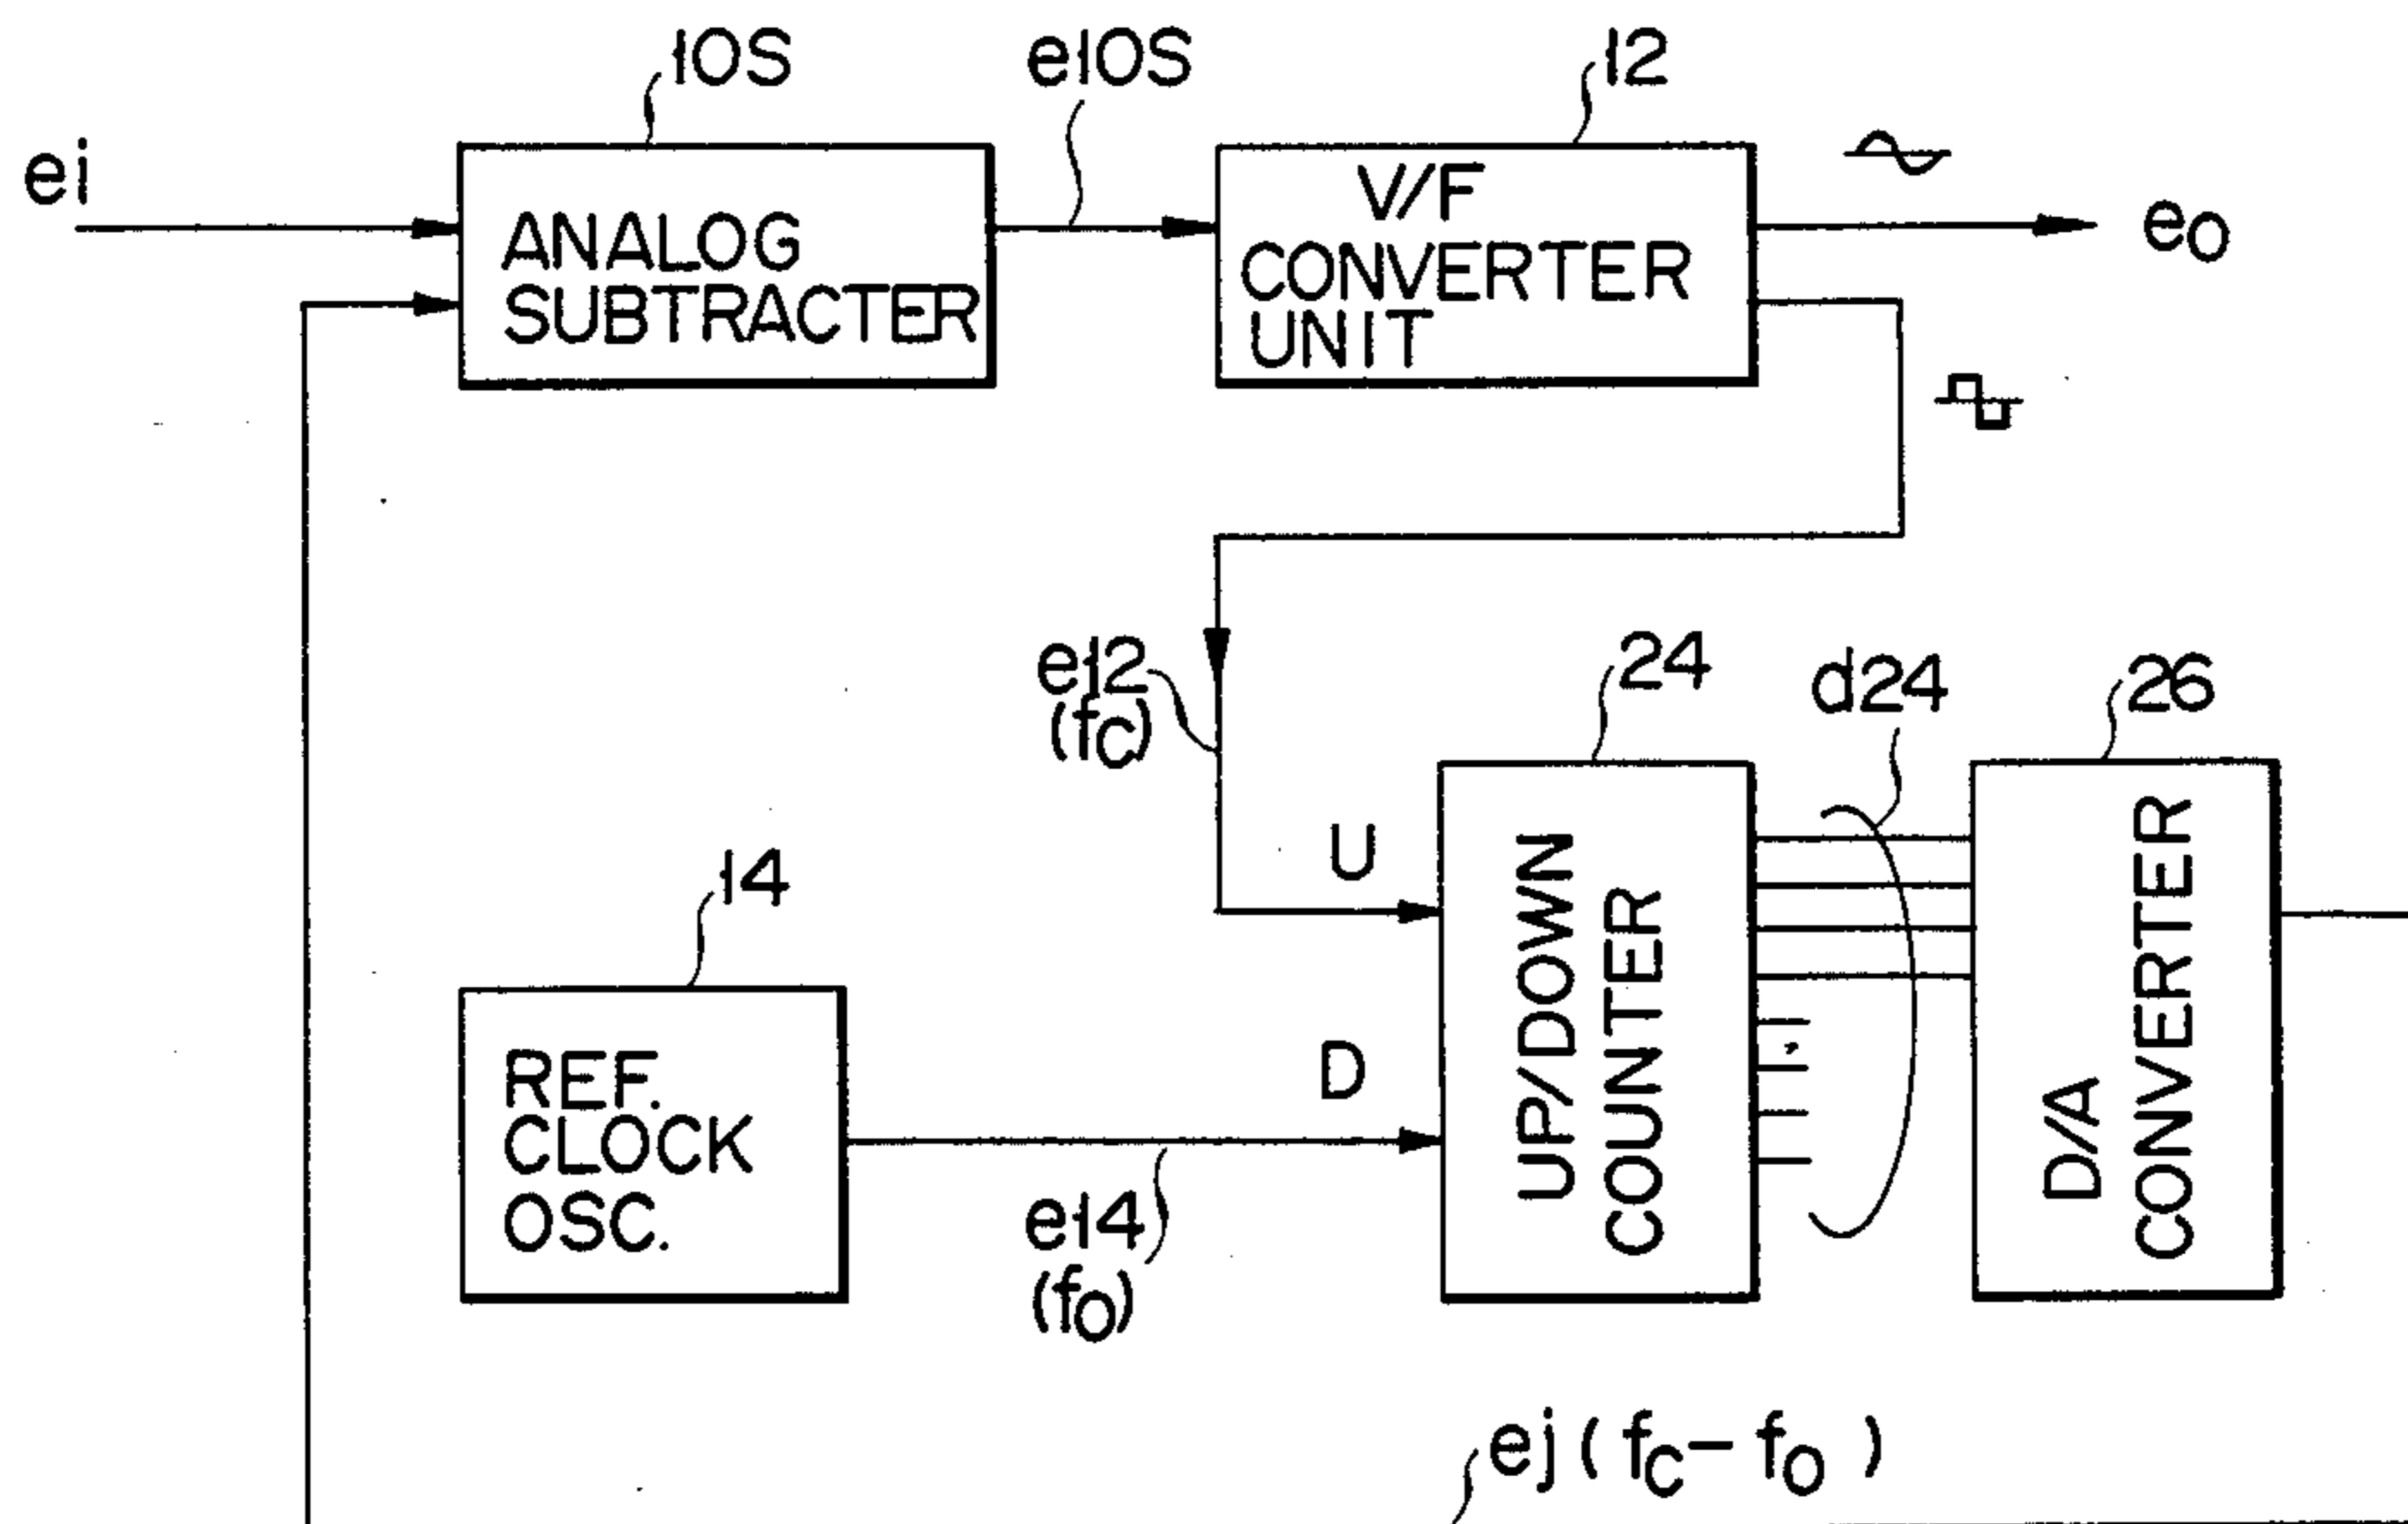 10S
e10S
12
ei
ANALOG
SUBTRACTER
V/F
CONVERTER
UNIT
eo
e12
(fc)
24
d24
26
U
14
UP/DOWN
COUNTER
D/A
CONVERTER
REF.
CLOCK
OSC.
D
e14
(fo)
ej (fc-fo)